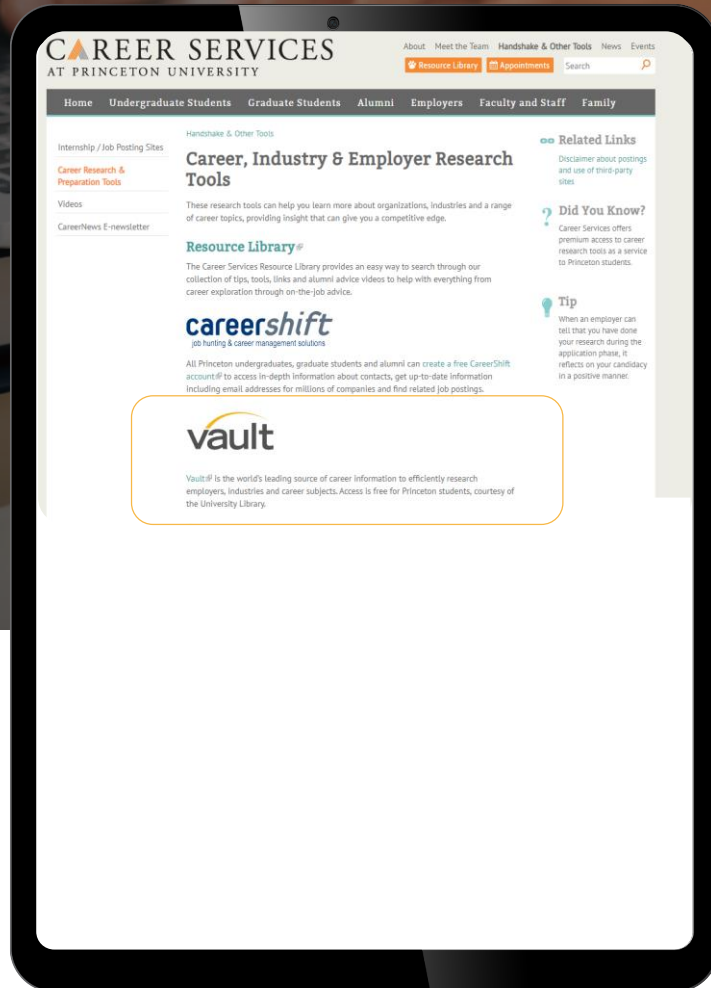 CAREER SERVICES
AT PRINCETON UNIVERSITY
About Meet the Team Handshake & Other Tools News Events
Resource Library Appointments Search
Home Undergraduate Students Graduate Students Alumni Employers Faculty and Staff Family
Internship / Job Posting Sites
Career Research &
Preparation Tools
Videos
CareerNews E-newsletter
Handshake & Other Tools
Career, Industry & Employer Research
Tools
These research tools can help you learn more about organizations, industries and a range
of career topics, providing insight that can give you a competitive edge.
Resource Library
The Career Services Resource Library provides an easy way to search through our
collection of tips, tools, links and alumni advice videos to help with everything from
career exploration through on-the-job advice.
careershift
job hunting & career management solutions
All Princeton undergraduates, graduate students and alumni can create a free CareerShift
account to access in-depth information about contacts, get up-to-date information
including email addresses for millions of companies and find related job postings.
vault
Vault is the world's leading source of career information to efficiently research
employers, industries and career subjects. Access is free for Princeton students, courtesy of
the University Library.
Related Links
Disclaimer about postings
and use of third-party
sites
? Did You Know?
Career Services offers
premium access to career
research tools as a service
to Princeton students.
Tip
When an employer can
tell that you have done
your research during the
application phase, it
reflects on your candidacy
in a positive manner.